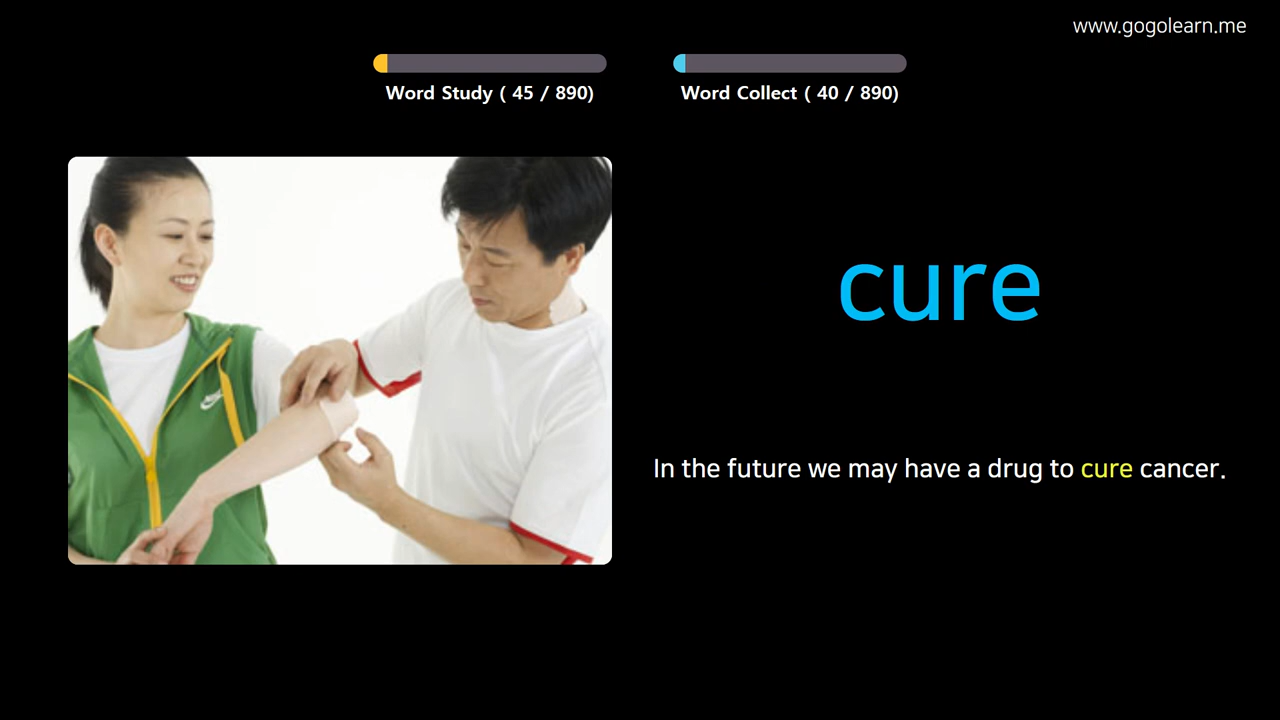 www.gogolearn.me
Word Study ( 45 / 890)
Word Collect ( 40 / 890)
cure
In the future we may have a drug to cure cancer.